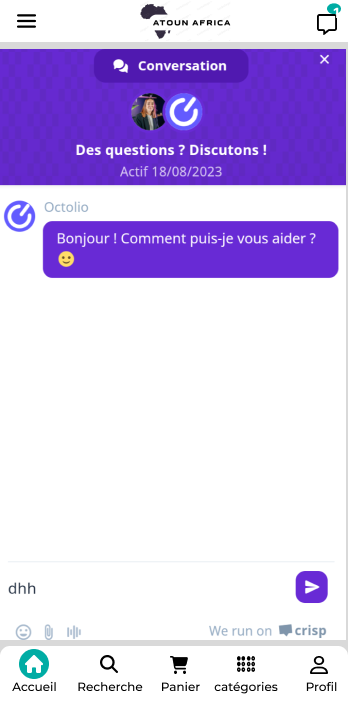 ATOUN AFRICA
1
Conversation
×
Des questions ? Discutons !
Actif 18/08/2023
Octolio
Bonjour ! Comment puis-je vous aider ?
🙂
dhh
We run on crisp
Accueil Recherche Panier catégories Profil